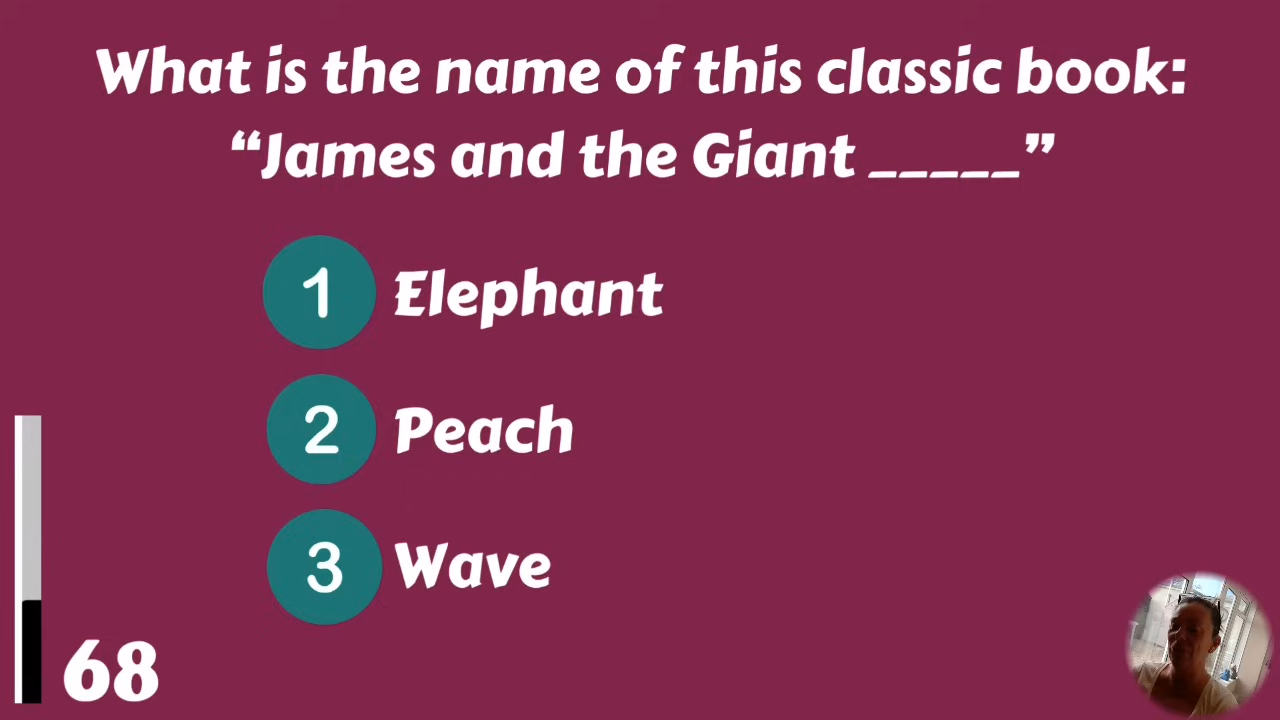 What is the name of this classic book:
“James and the Giant _____”
1 Elephant
2 Peach
3 Wave
68